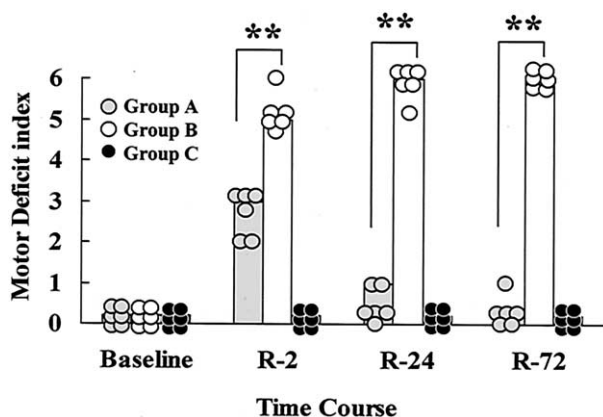 ** ** **
6
5
4
3
2
1
0
Motor Deficit index
Group A
Group B
Group C
Baseline R-2 R-24 R-72
Time Course